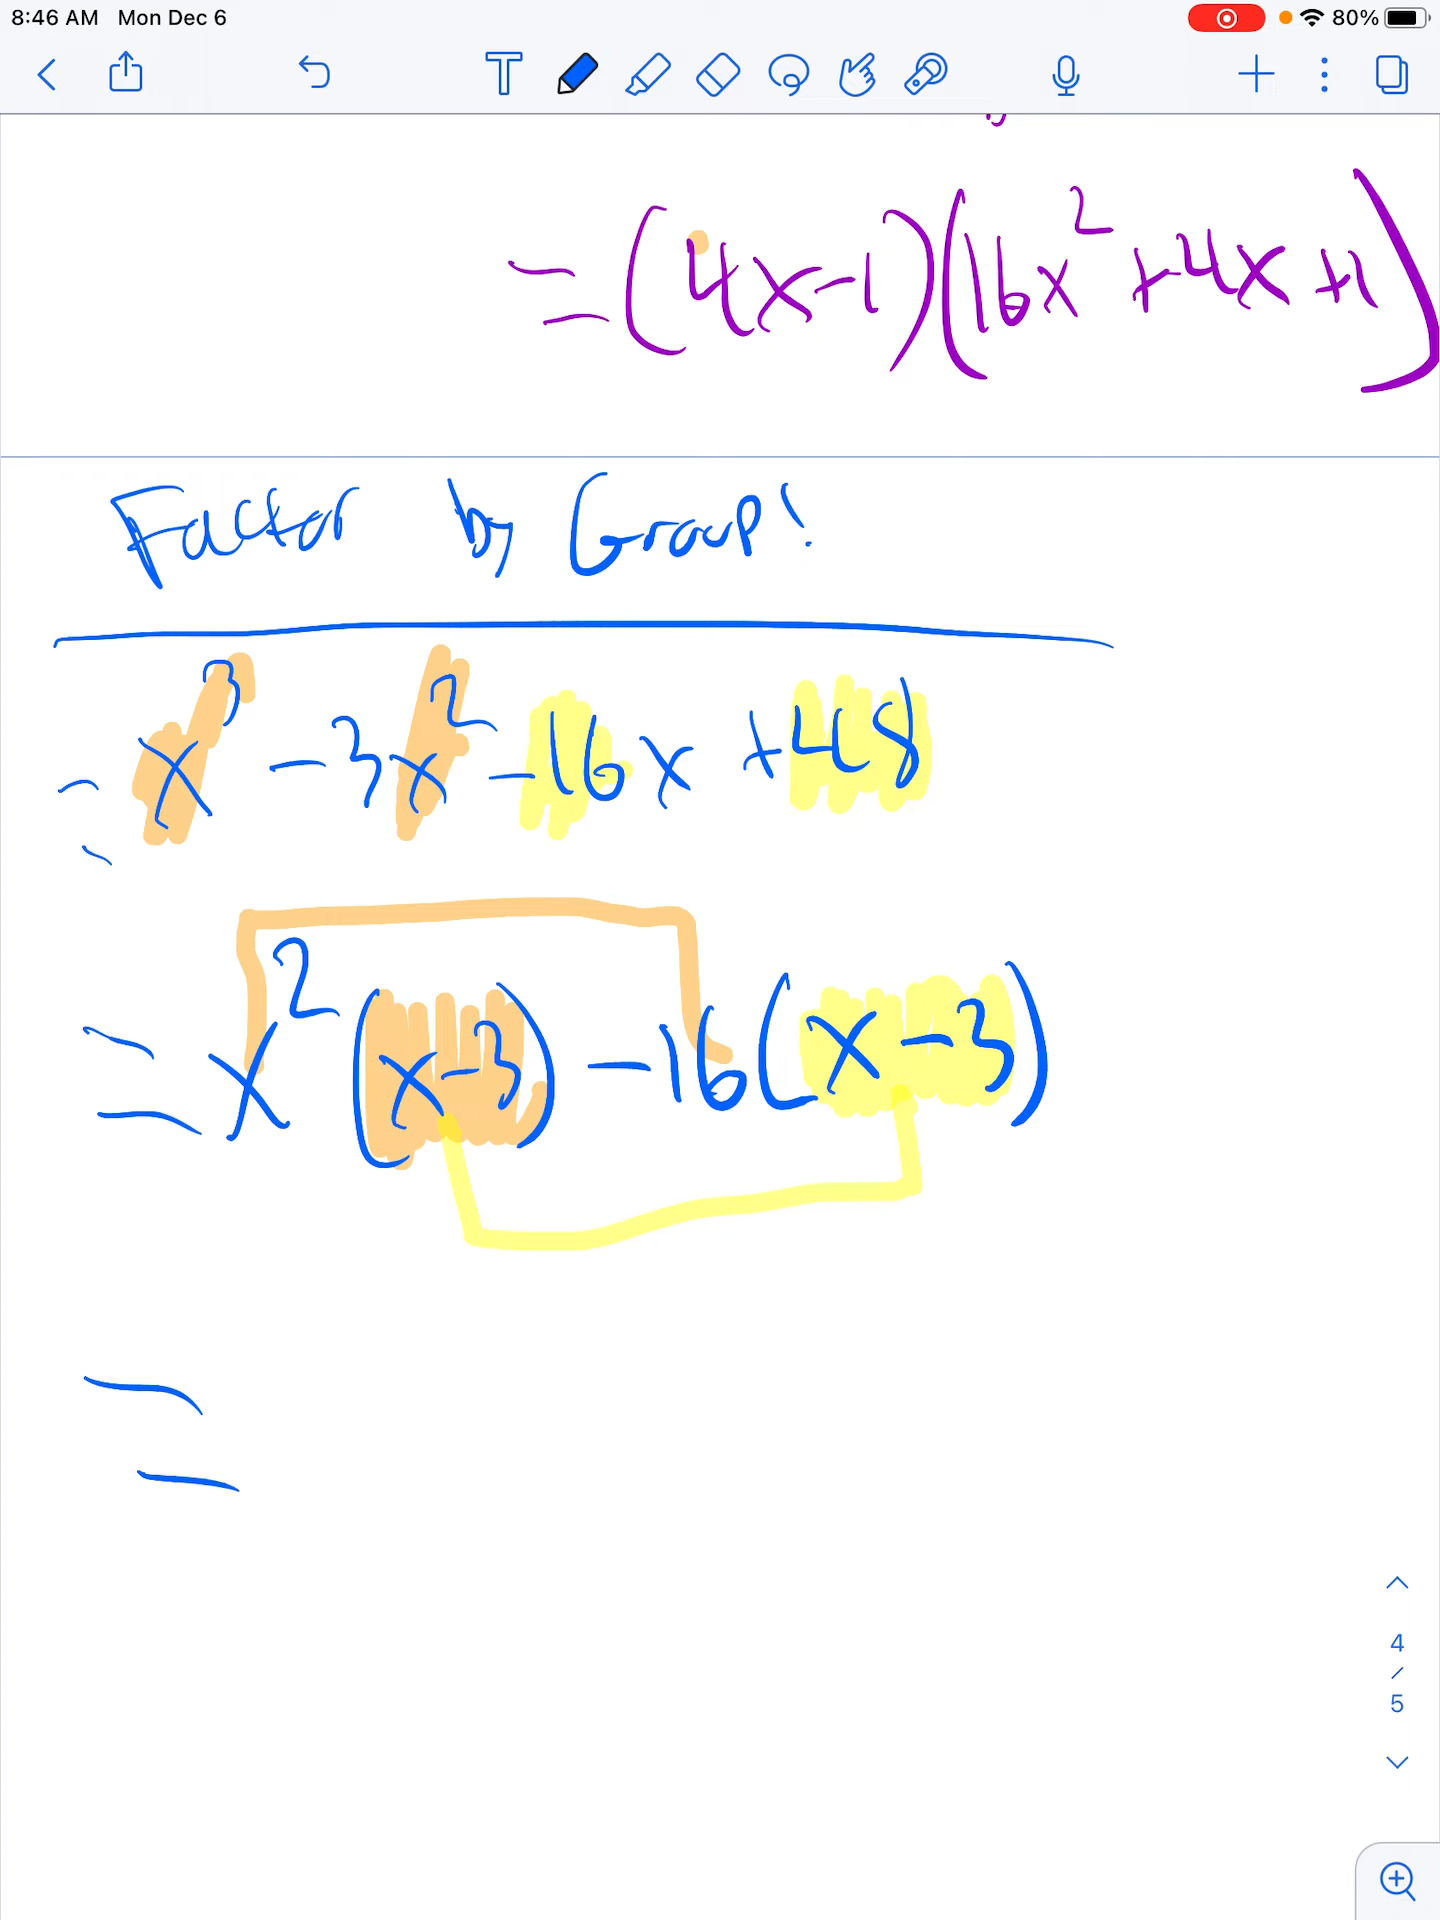 8:46 AM Mon Dec 6
80%
T
= (4x-1)(16x² +4x +1)
Factor by Group!
= x³ - 3x² - 16x + 48
= x² (x-3) - 16 (x-3)
=
4
/
5